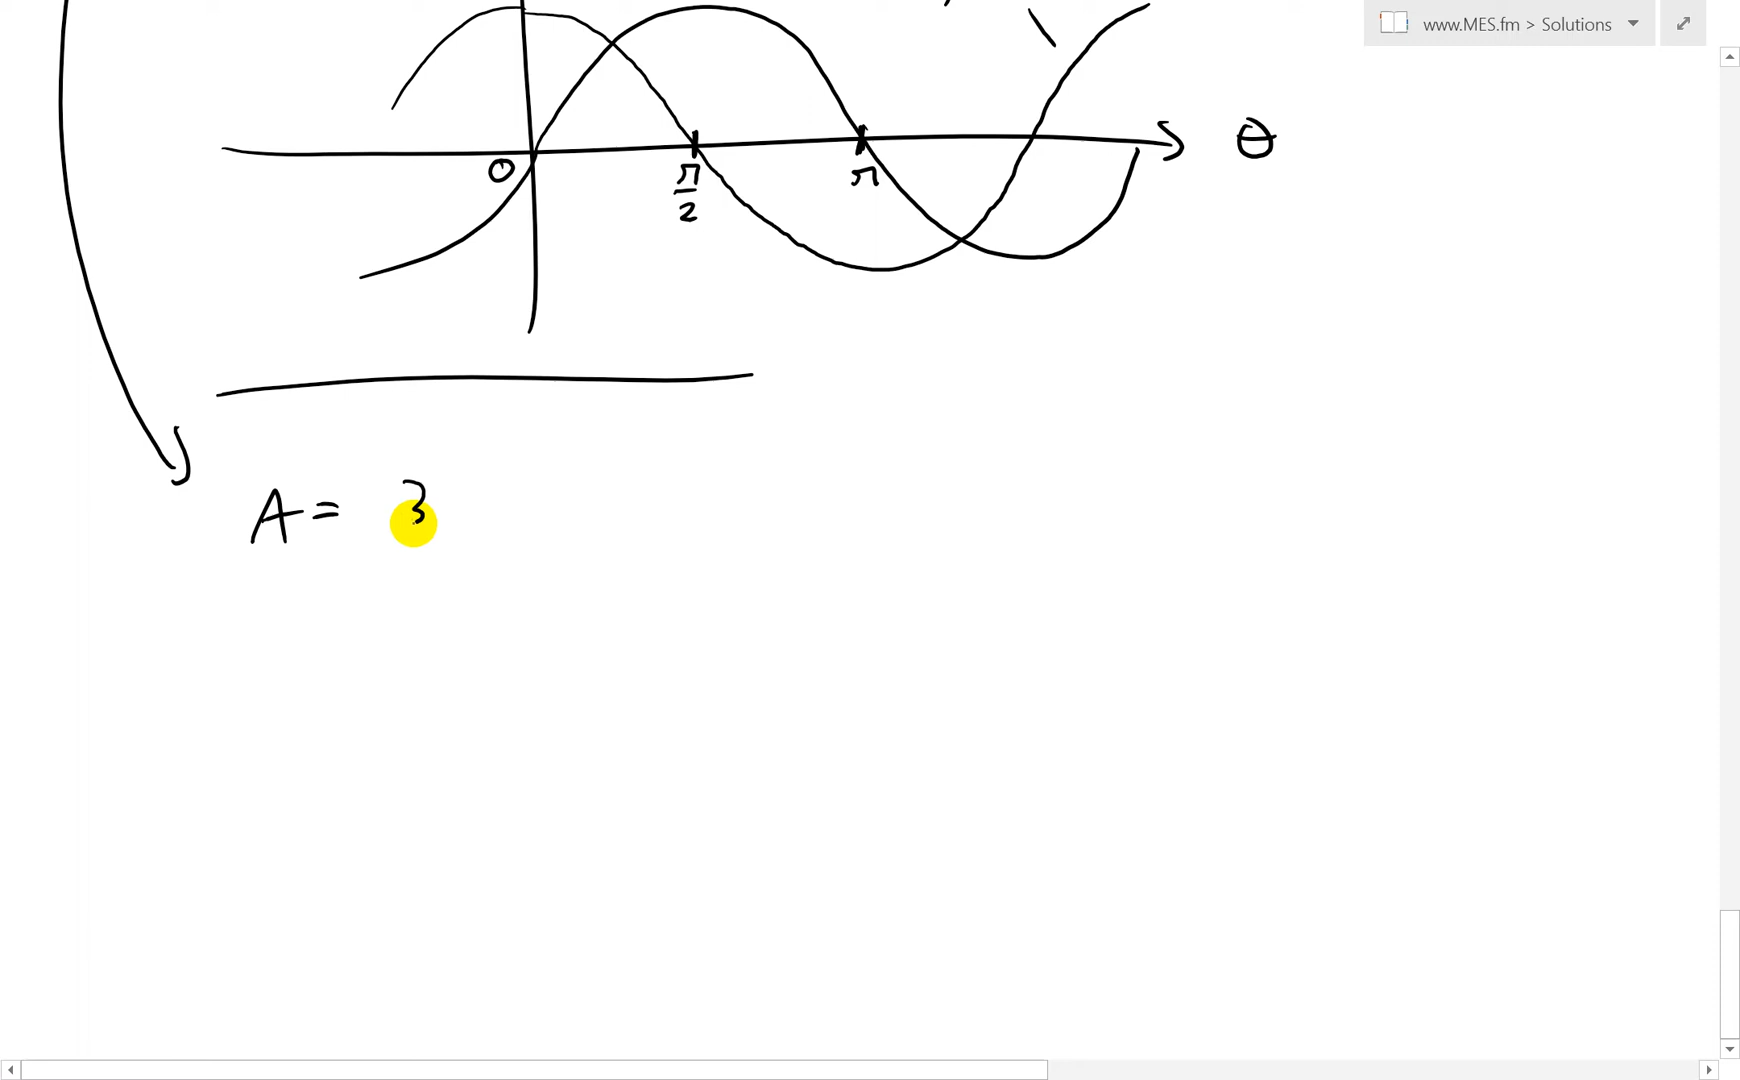 www.MES.fm > Solutions
θ
0
π
π
2
A = 3